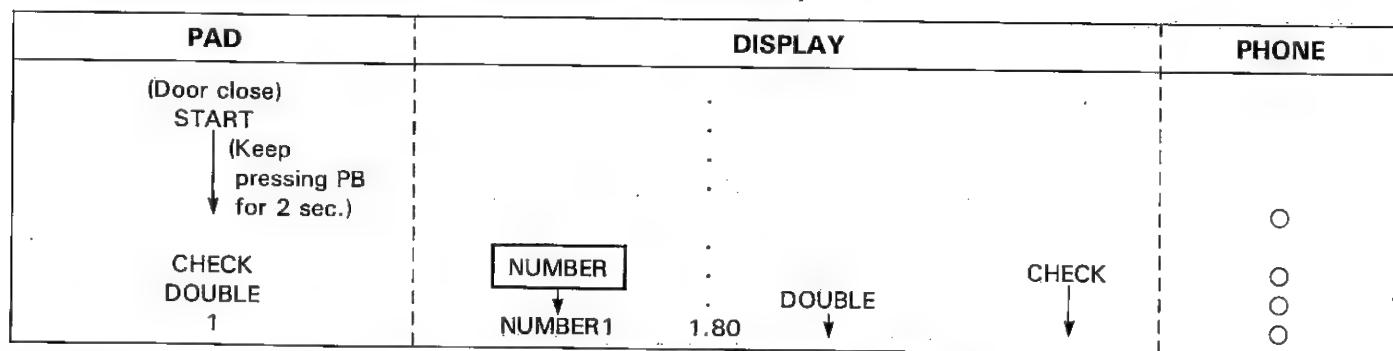 PAD DISPLAY PHONE
(Door close)
START
(Keep
pressing PB
for 2 sec.)
○
CHECK NUMBER . CHECK ○
DOUBLE . DOUBLE ○
1 NUMBER1 1.80 ○